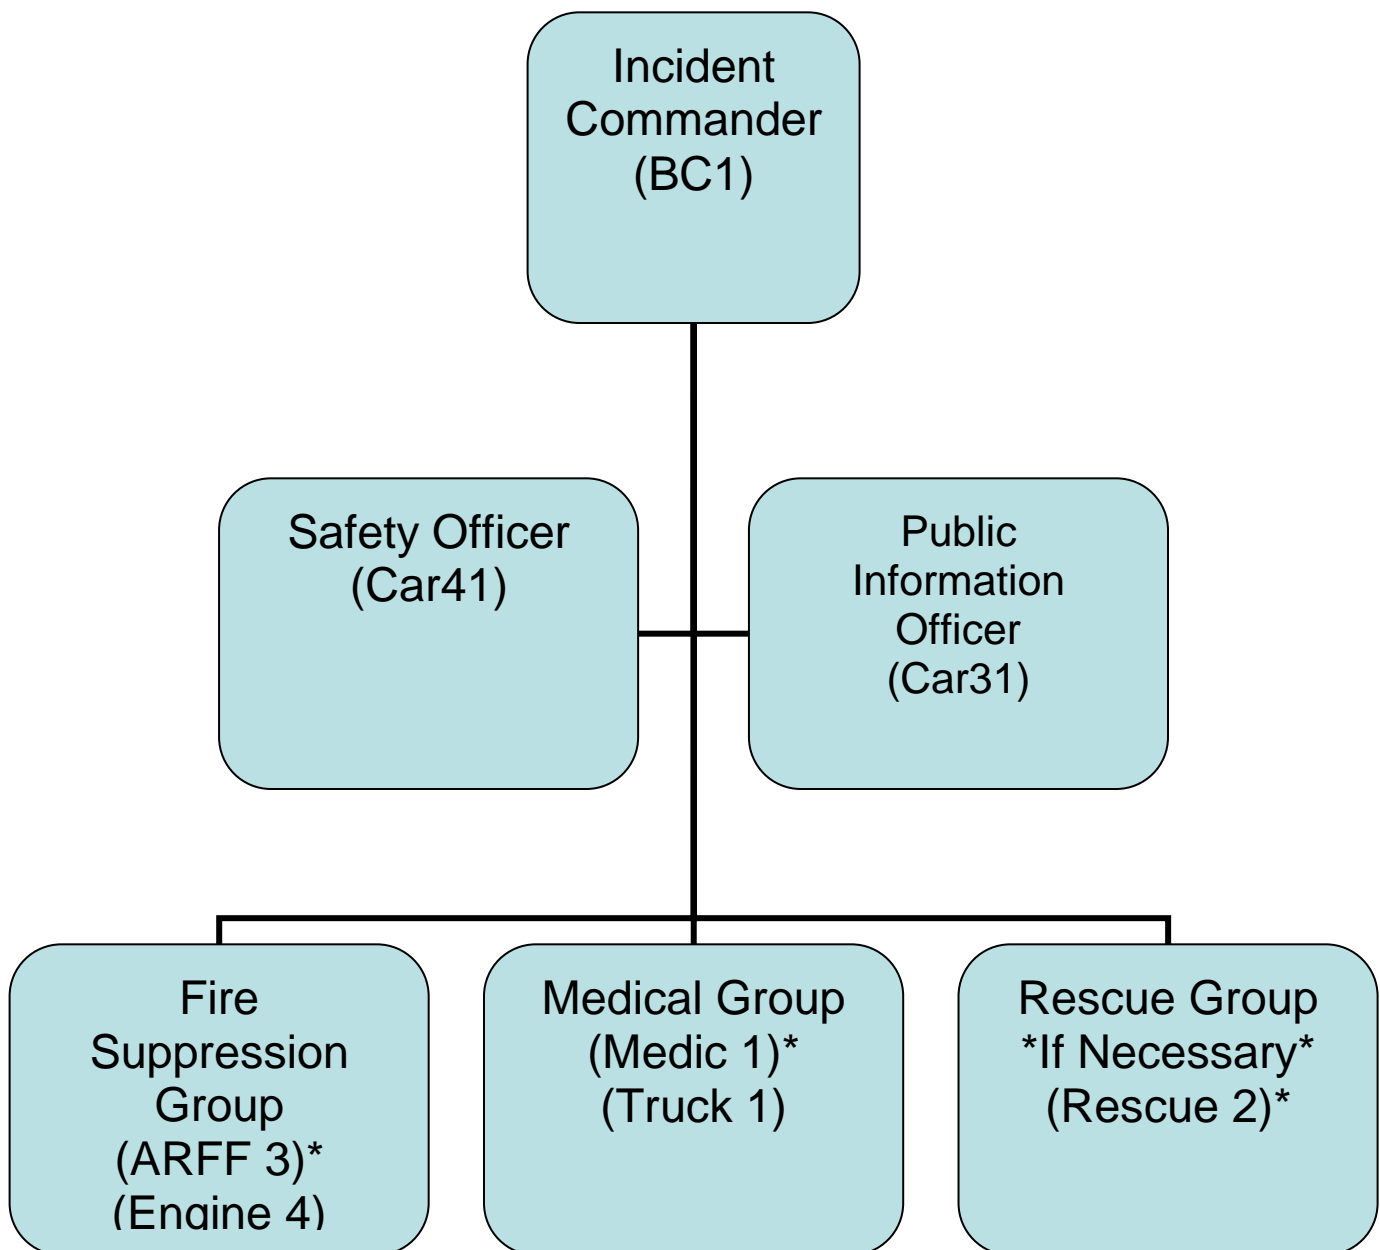 Incident
Commander
(BC1)
Safety Officer
(Car41)
Public
Information
Officer
(Car31)
Fire
Suppression
Group
(ARFF 3)*
(Engine 4)
Medical Group
(Medic 1)*
(Truck 1)
Rescue Group
*If Necessary*
(Rescue 2)*